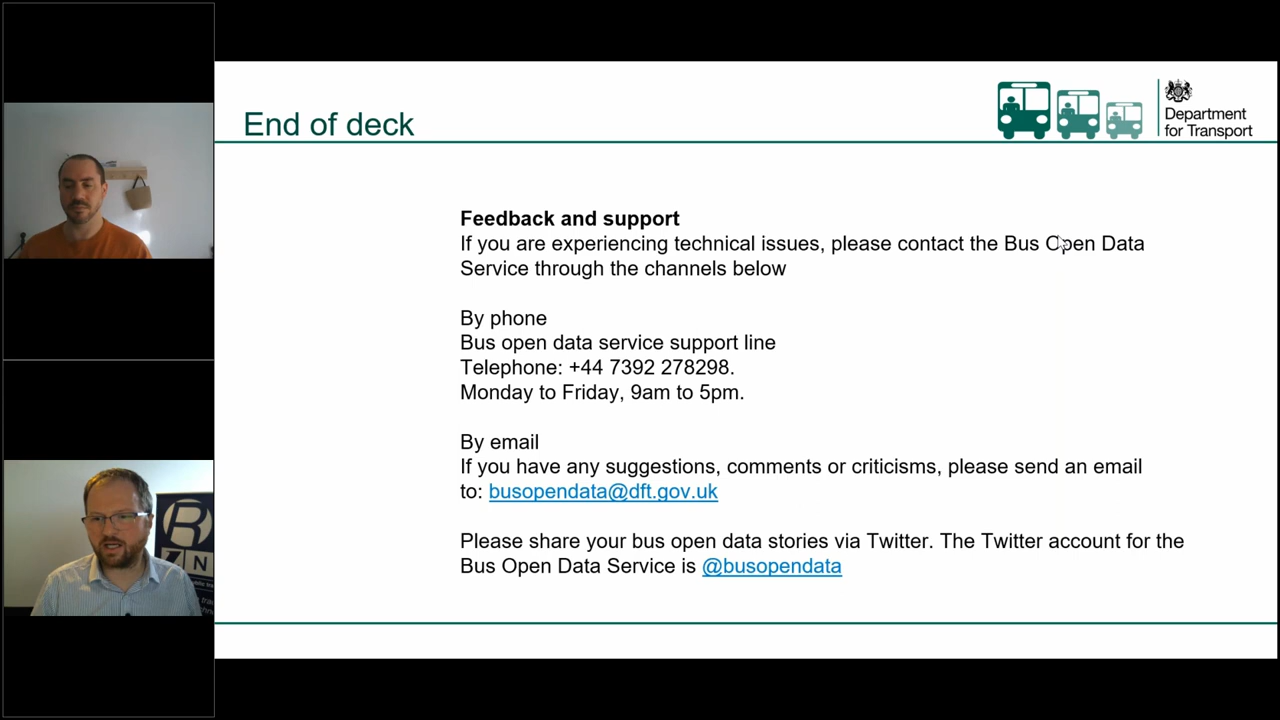 End of deck
Department
for Transport
Feedback and support
If you are experiencing technical issues, please contact the Bus Open Data
Service through the channels below
By phone
Bus open data service support line
Telephone: +44 7392 278298.
Monday to Friday, 9am to 5pm.
By email
If you have any suggestions, comments or criticisms, please send an email
to: busopendata@dft.gov.uk
Please share your bus open data stories via Twitter. The Twitter account for the
Bus Open Data Service is @busopendata
R
N